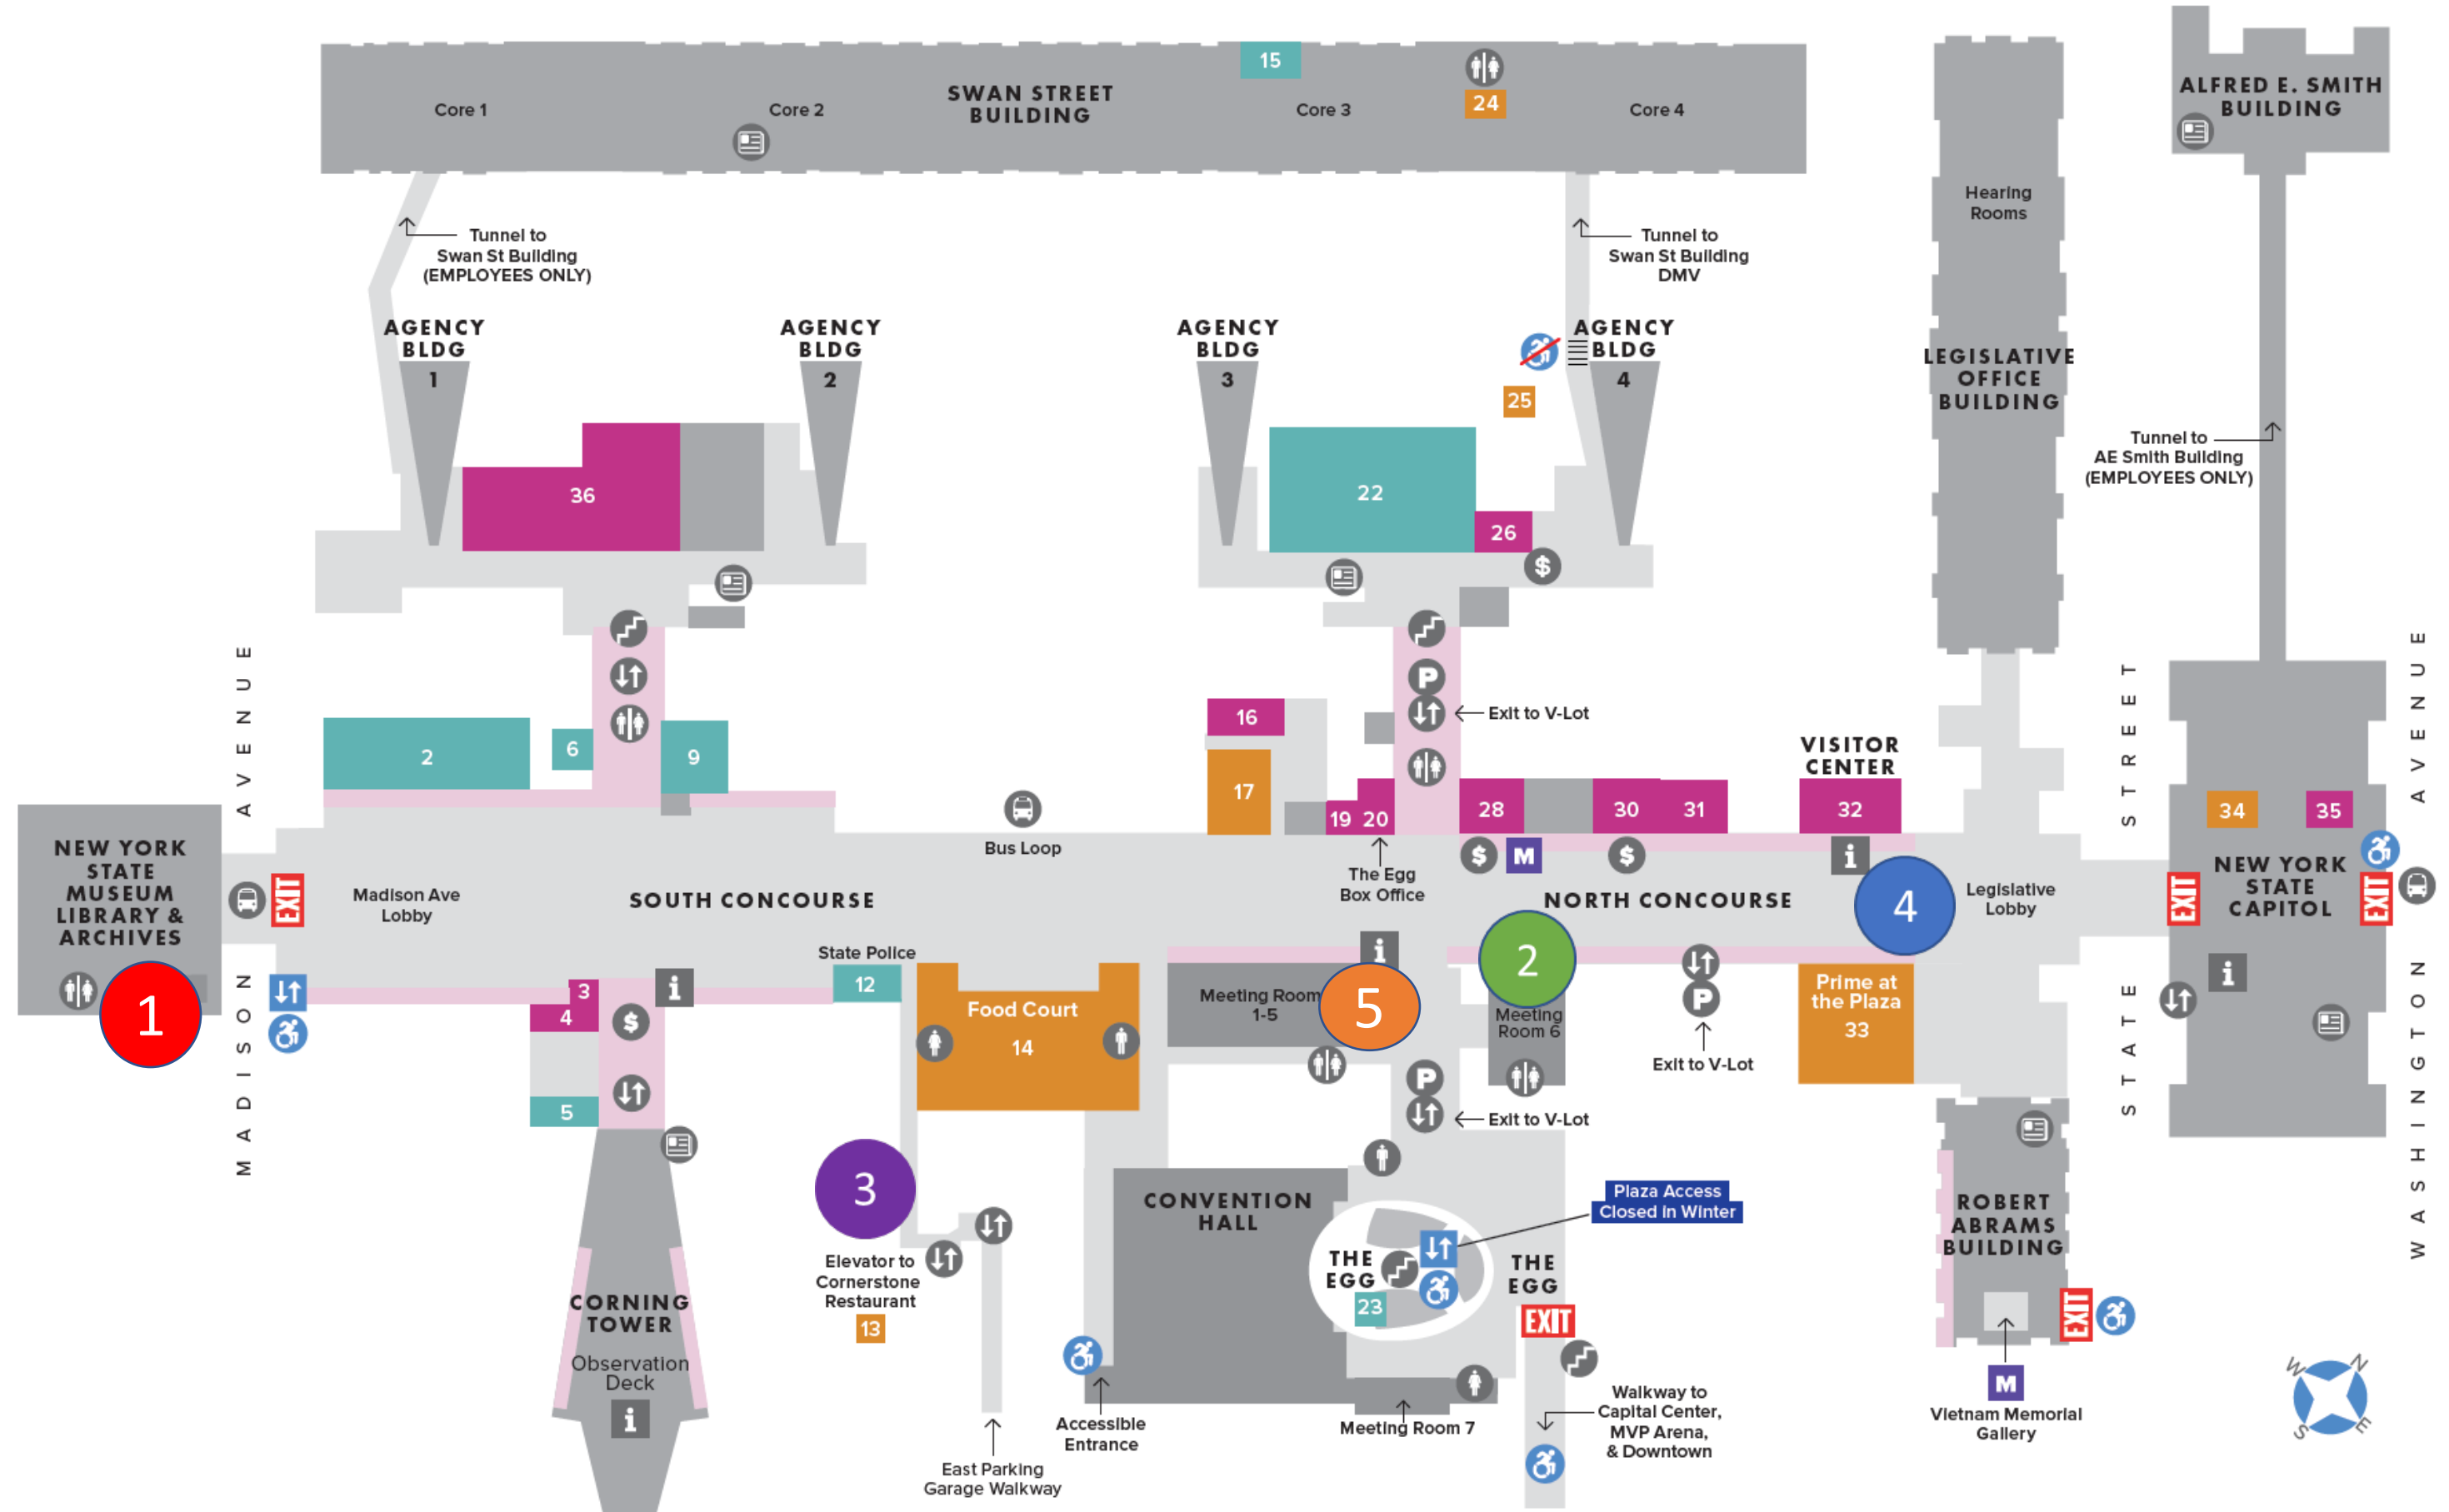 15
SWAN STREET
BUILDING
Core 1
Core 2
Core 3
24
Core 4
ALFRED E. SMITH
BUILDING
Hearing
Rooms
Tunnel to
Swan St Building
(EMPLOYEES ONLY)
Tunnel to
Swan St Building
DMV
AGENCY
BLDG
1
AGENCY
BLDG
2
AGENCY
BLDG
3
AGENCY
BLDG
4
25
LEGISLATIVE
OFFICE
BUILDING
Tunnel to
AE Smith Building
(EMPLOYEES ONLY)
36
22
26
$
P
Exit to V-Lot
2
6
9
16
17
19
20
28
30
31
VISITOR
CENTER
32
34
35
MADISON AVENUE
STATE STREET
WASHINGTON AVENUE
NEW YORK
STATE
MUSEUM
LIBRARY &
ARCHIVES
EXIT
Madison Ave
Lobby
SOUTH CONCOURSE
Bus Loop
The Egg
Box Office
$
M
$
i
NORTH CONCOURSE
4
Legislative
Lobby
EXIT
NEW YORK
STATE
CAPITOL
EXIT
i
1
3
4
i
$
5
State Police
12
Food Court
14
Meeting Room
1-5
i
5
2
Meeting
Room 6
P
Exit to V-Lot
Prime at
the Plaza
33
P
Exit to V-Lot
3
Elevator to
Cornerstone
Restaurant
13
CONVENTION
HALL
THE
EGG
23
THE
EGG
EXIT
Plaza Access
Closed in Winter
ROBERT
ABRAMS
BUILDING
EXIT
CORNING
TOWER
Observation
Deck
i
East Parking
Garage Walkway
Accessible
Entrance
Meeting Room 7
Walkway to
Capital Center,
MVP Arena,
& Downtown
M
Vietnam Memorial
Gallery
W
N
S
E